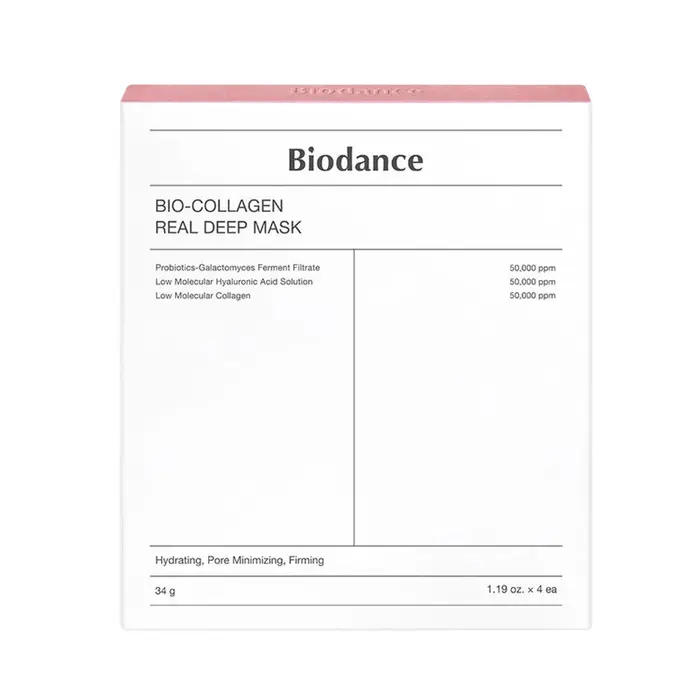 Biodance
Biodance
BIO-COLLAGEN
REAL DEEP MASK
Probiotics-Galactomyces Ferment Filtrate 50,000 ppm
Low Molecular Hyaluronic Acid Solution 50,000 ppm
Low Molecular Collagen 50,000 ppm
Hydrating, Pore Minimizing, Firming
34 g 1.19 oz. × 4 ea